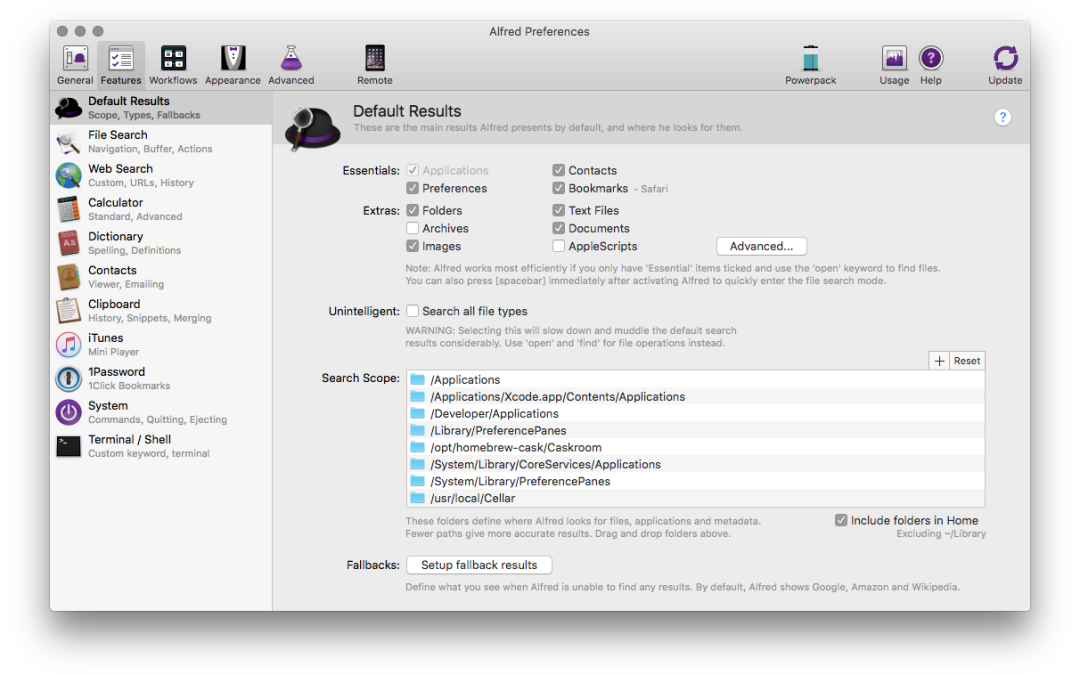 Alfred Preferences
General Features Workflows Appearance Advanced Remote Powerpack Usage ? Help Update
Default Results
Scope, Types, Fallbacks
File Search
Navigation, Buffer, Actions
Web Search
Custom, URLs, History
Calculator
Standard, Advanced
Aa
Dictionary
Spelling, Definitions
Contacts
Viewer, Emailing
Clipboard
History, Snippets, Merging
iTunes
Mini Player
1Password
1Click Bookmarks
System
Commands, Quitting, Ejecting
>_
Terminal / Shell
Custom keyword, terminal
Default Results
These are the main results Alfred presents by default, and where he looks for them.
?
Essentials: Applications Contacts
Preferences Bookmarks - Safari
Extras: Folders Text Files
Archives Documents
Images AppleScripts Advanced...
Note: Alfred works most efficiently if you only have 'Essential' items ticked and use the 'open' keyword to find files.
You can also press [spacebar] immediately after activating Alfred to quickly enter the file search mode.
Unintelligent: Search all file types
WARNING: Selecting this will slow down and muddle the default search
results considerably. Use 'open' and 'find' for file operations instead.
+ Reset
Search Scope: /Applications
/Applications/Xcode.app/Contents/Applications
/Developer/Applications
/Library/PreferencePanes
/opt/homebrew-cask/Caskroom
/System/Library/CoreServices/Applications
/System/Library/PreferencePanes
/usr/local/Cellar
These folders define where Alfred looks for files, applications and metadata.
Fewer paths give more accurate results. Drag and drop folders above.
Include folders in Home
Excluding ~/Library
Fallbacks: Setup fallback results
Define what you see when Alfred is unable to find any results. By default, Alfred shows Google, Amazon and Wikipedia.